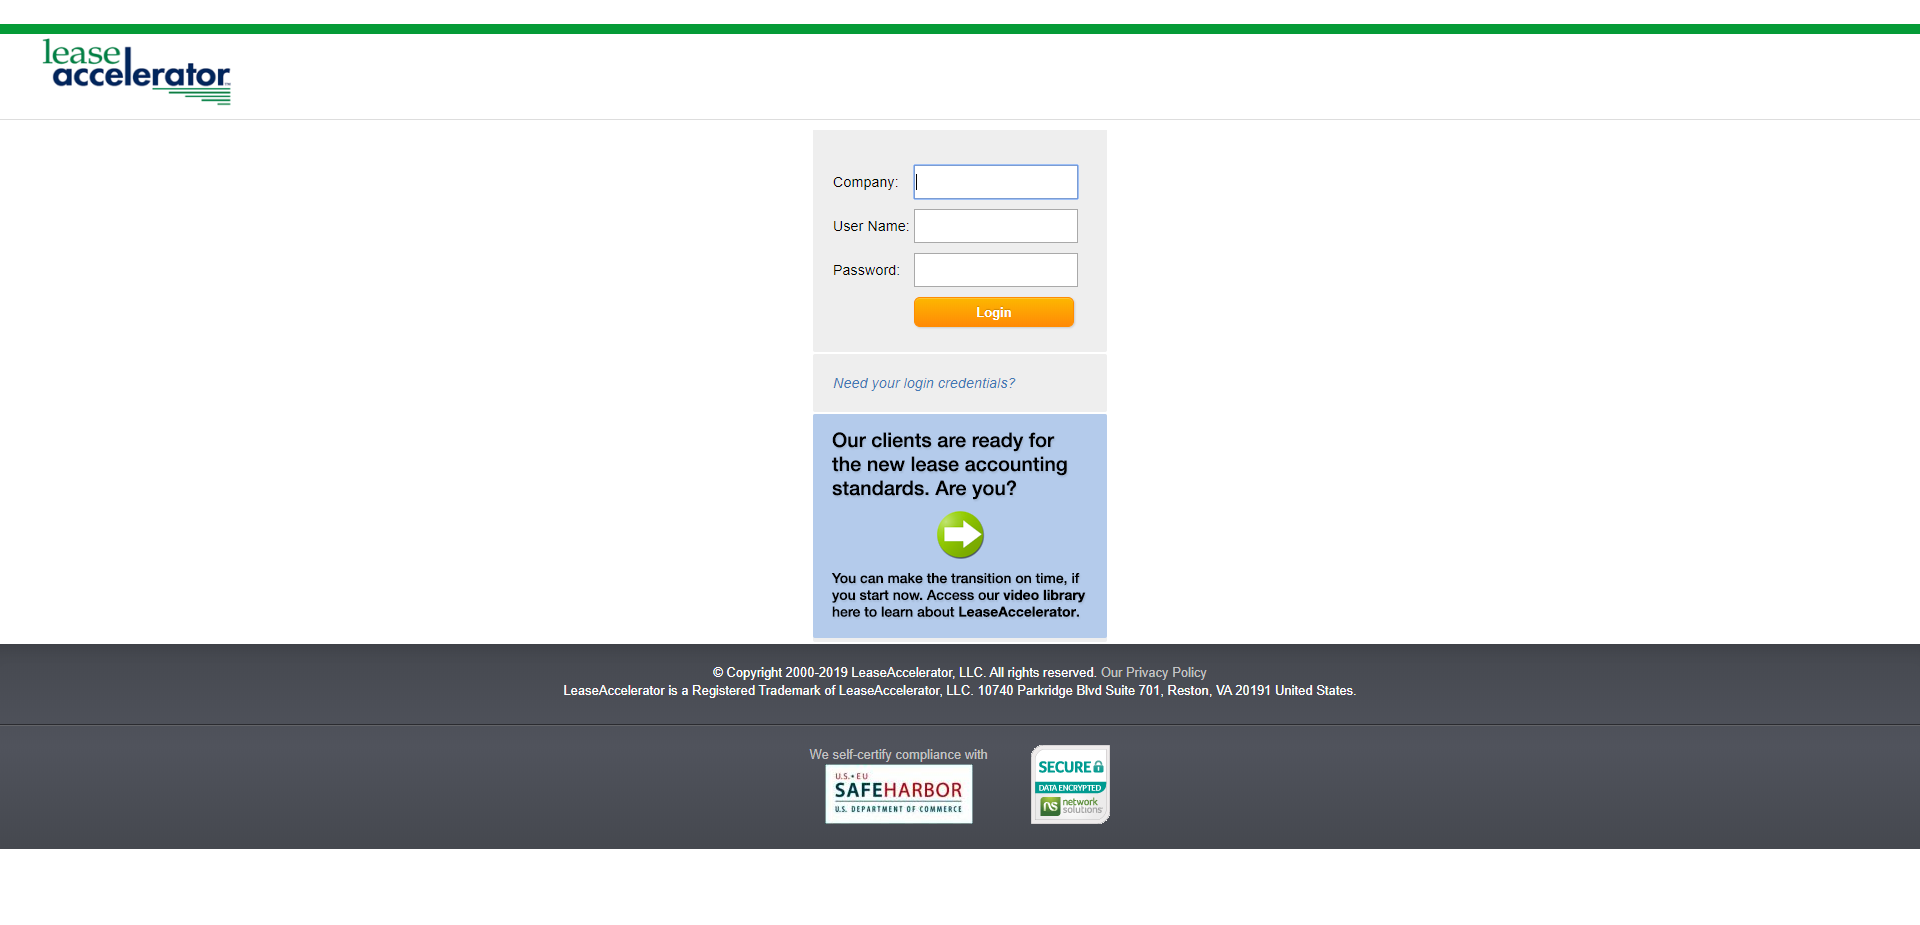 lease
accelerator™
Company:
User Name:
Password:
Login
Need your login credentials?
Our clients are ready for
the new lease accounting
standards. Are you?
You can make the transition on time, if
you start now. Access our video library
here to learn about LeaseAccelerator.
© Copyright 2000-2019 LeaseAccelerator, LLC. All rights reserved. Our Privacy Policy
LeaseAccelerator is a Registered Trademark of LeaseAccelerator, LLC. 10740 Parkridge Blvd Suite 701, Reston, VA 20191 United States.
We self-certify compliance with
U.S.•EU
SAFEHARBOR
U.S. DEPARTMENT OF COMMERCE
SECURE
DATA ENCRYPTED
ns network
solutions